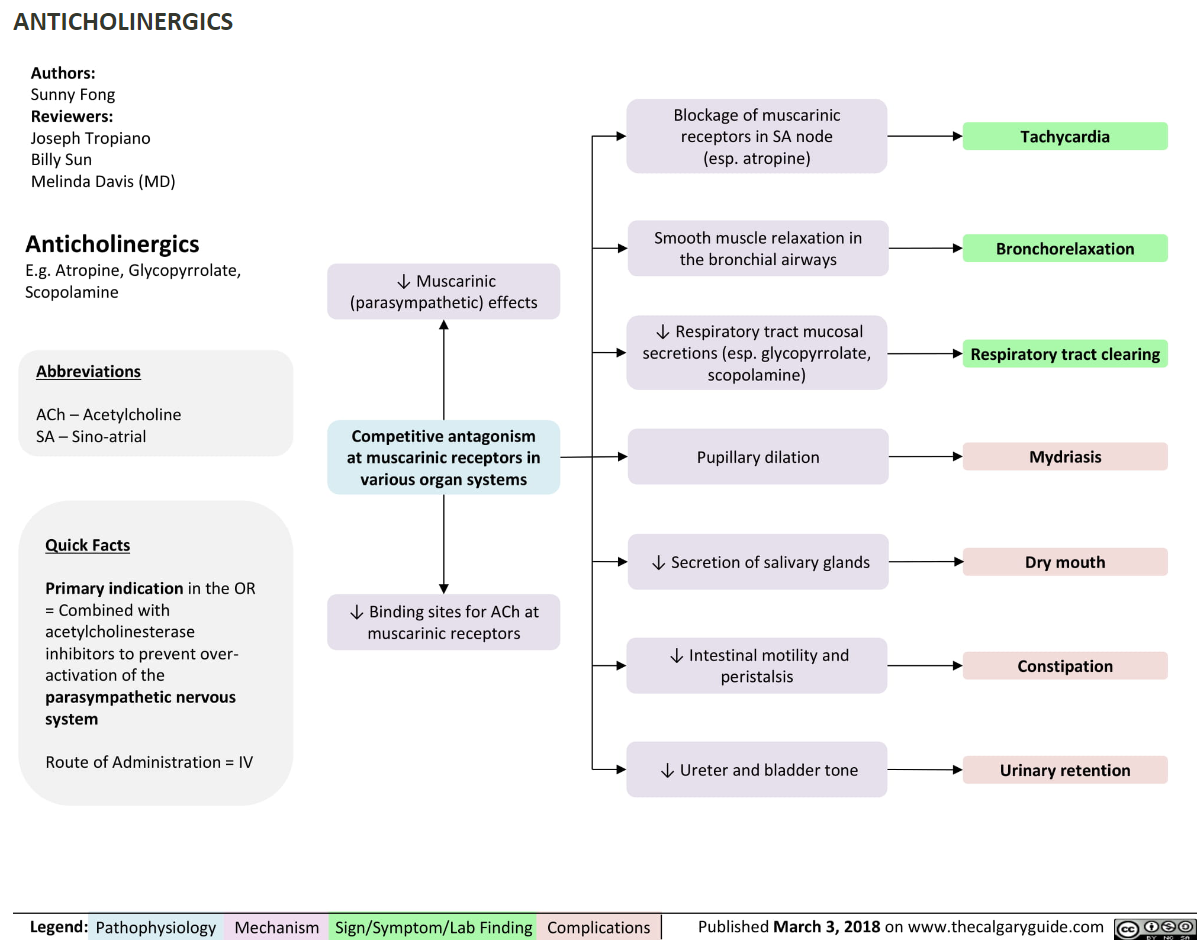 ANTICHOLINERGICS
Authors:
Sunny Fong
Reviewers:
Joseph Tropiano
Billy Sun
Melinda Davis (MD)
Anticholinergics
E.g. Atropine, Glycopyrrolate,
Scopolamine
Abbreviations
ACh – Acetylcholine
SA – Sino-atrial
Quick Facts
Primary indication in the OR
= Combined with
acetylcholinesterase
inhibitors to prevent over-
activation of the
parasympathetic nervous
system
Route of Administration = IV
↓ Muscarinic
(parasympathetic) effects
Competitive antagonism
at muscarinic receptors in
various organ systems
↓ Binding sites for ACh at
muscarinic receptors
Blockage of muscarinic
receptors in SA node
(esp. atropine)
Tachycardia
Smooth muscle relaxation in
the bronchial airways
Bronchorelaxation
↓ Respiratory tract mucosal
secretions (esp. glycopyrrolate,
scopolamine)
Respiratory tract clearing
Pupillary dilation
Mydriasis
↓ Secretion of salivary glands
Dry mouth
↓ Intestinal motility and
peristalsis
Constipation
↓ Ureter and bladder tone
Urinary retention
Legend: Pathophysiology Mechanism Sign/Symptom/Lab Finding Complications
Published March 3, 2018 on www.thecalgaryguide.com
cc
BY NC SA